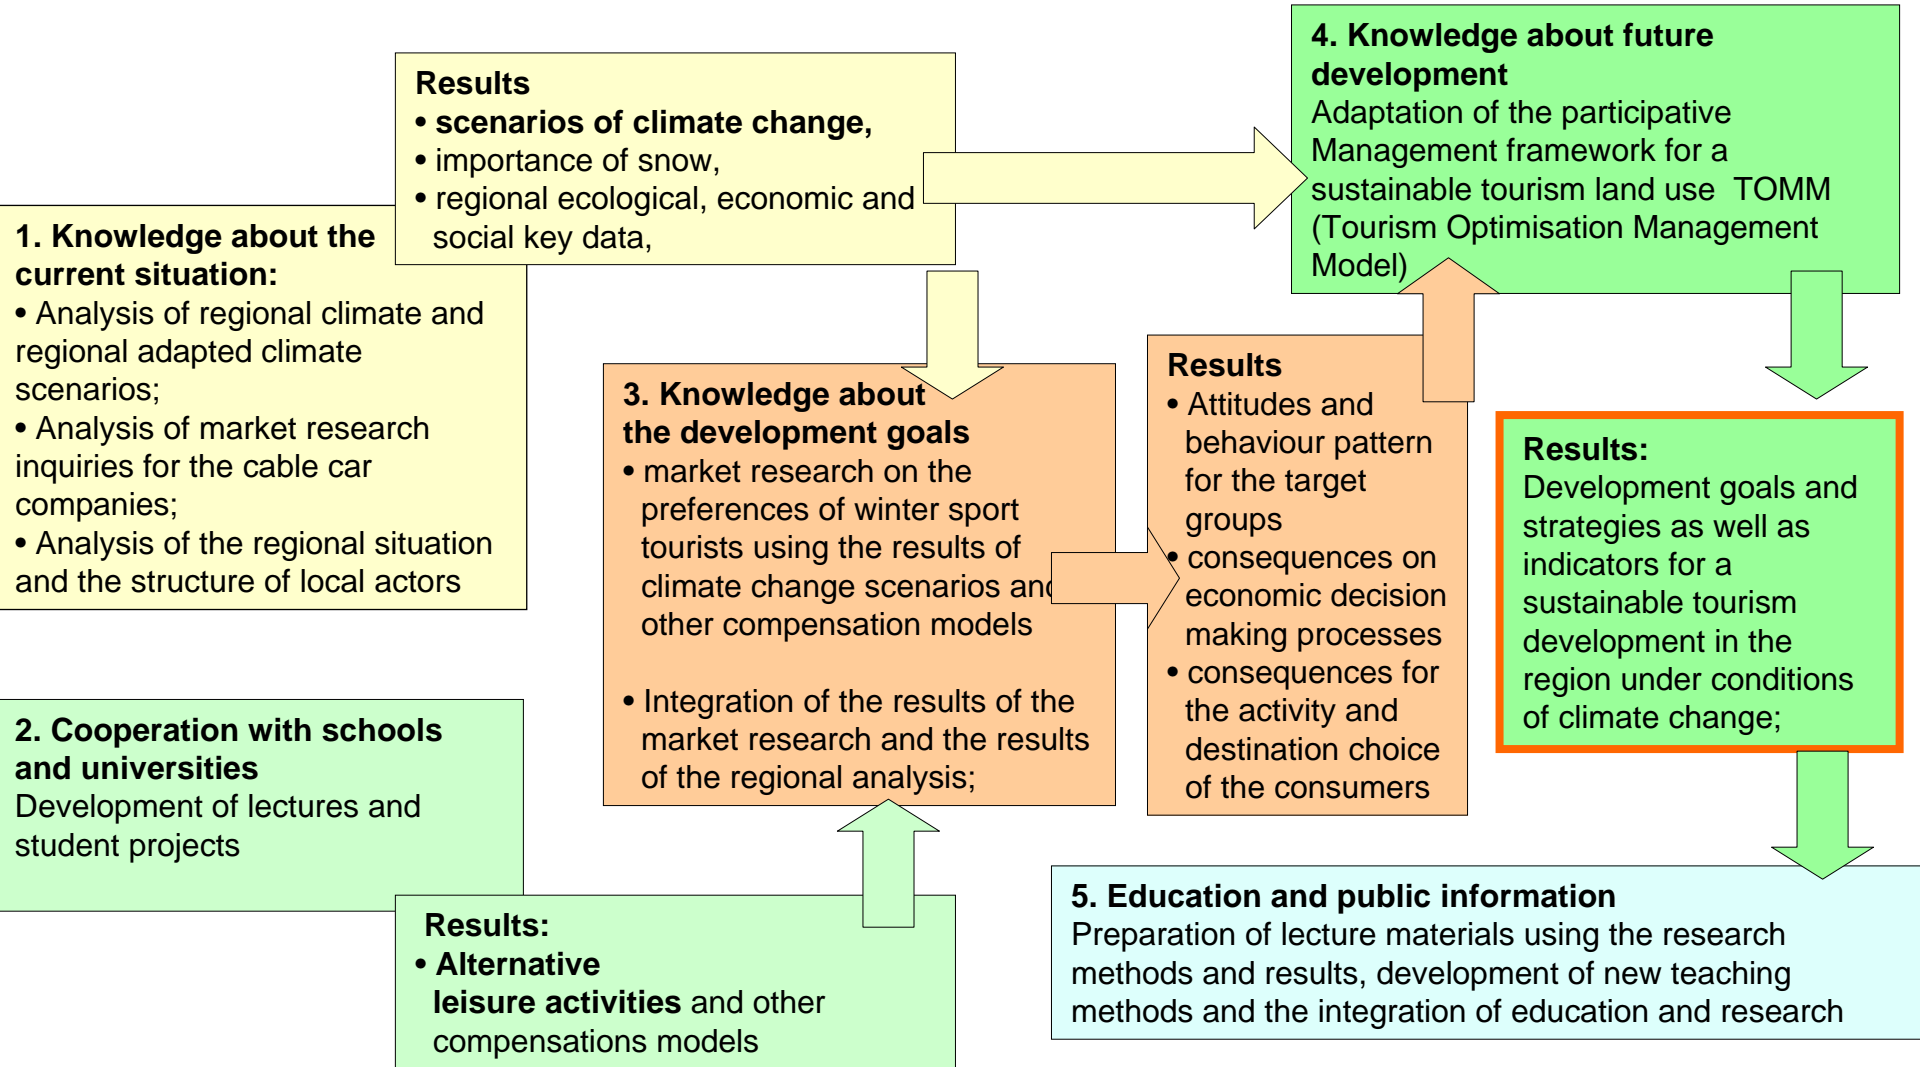 Results
• scenarios of climate change,
• importance of snow,
• regional ecological, economic and
social key data,
1. Knowledge about the
current situation:
• Analysis of regional climate and
regional adapted climate
scenarios;
• Analysis of market research
inquiries for the cable car
companies;
• Analysis of the regional situation
and the structure of local actors
2. Cooperation with schools
and universities
Development of lectures and
student projects
Results:
• Alternative
leisure activities and other
compensations models
3. Knowledge about
the development goals
• market research on the
preferences of winter sport
tourists using the results of
climate change scenarios and
other compensation models
• Integration of the results of the
market research and the results
of the regional analysis;
Results
• Attitudes and
behaviour pattern
for the target
groups
• consequences on
economic decision
making processes
• consequences for
the activity and
destination choice
of the consumers
4. Knowledge about future
development
Adaptation of the participative
Management framework for a
sustainable tourism land use TOMM
(Tourism Optimisation Management
Model)
Results:
Development goals and
strategies as well as
indicators for a
sustainable tourism
development in the
region under conditions
of climate change;
5. Education and public information
Preparation of lecture materials using the research
methods and results, development of new teaching
methods and the integration of education and research